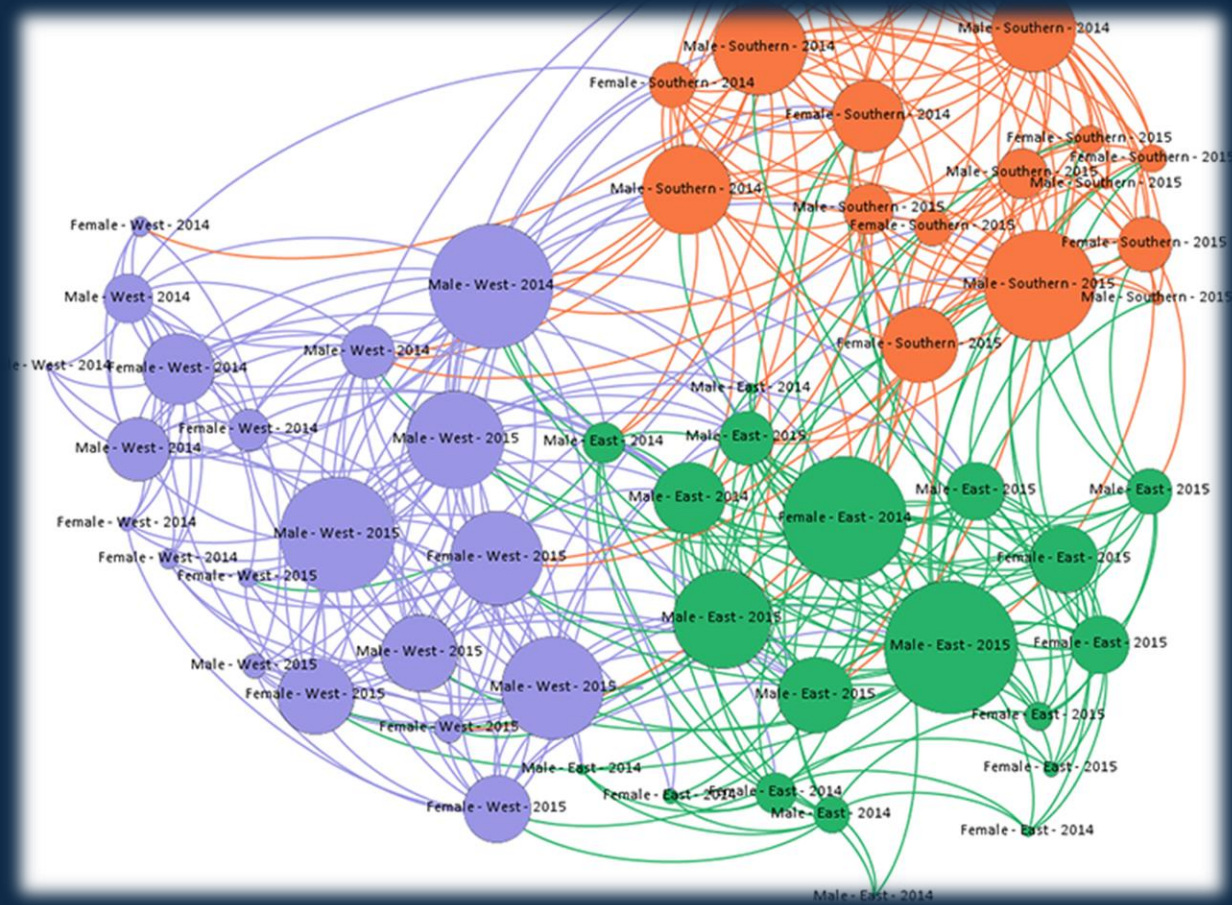 Male - Southern - 2014
Male - Southern - 2014
Female - Southern - 2014
Female - Southern - 2014
Female - Southern - 2015
Female - Southern - 2015
Male - Southern - 2015
Male - Southern - 2015
Male - Southern - 2014
Male - Southern - 2015
Female - Southern - 2015
Female - West - 2014
Female - Southern - 2015
Male - Southern - 2015
Male - West - 2014
Male - West - 2014
Male - Southern - 2015
Female - Southern - 2015
Male - West - 2014
- West - 2014
Female - West - 2014
Male - East - 2014
Female - West - 2014
Male - West - 2015
Male - East - 2014
Male - East - 2015
Male - West - 2014
Male - East - 2015
Male - East - 2015
Male - East - 2014
Female - East - 2014
Female - West - 2014
Male - West - 2015
Female - West - 2014
Female - West - 2015
Female - East - 2015
Female - West - 2015
Male - East - 2015
Male - East - 2015
Female - East - 2015
Male - West - 2015
Male - West - 2015
Female - West - 2015
Male - West - 2015
Male - East - 2015
Female - East - 2015
Female - West - 2015
Male - East - 2014
Female - East - 2015
Female - East - 2014
Female - East - 2014
Female - West - 2015
Male - East - 2014
Female - East - 2014
Male - East - 2014